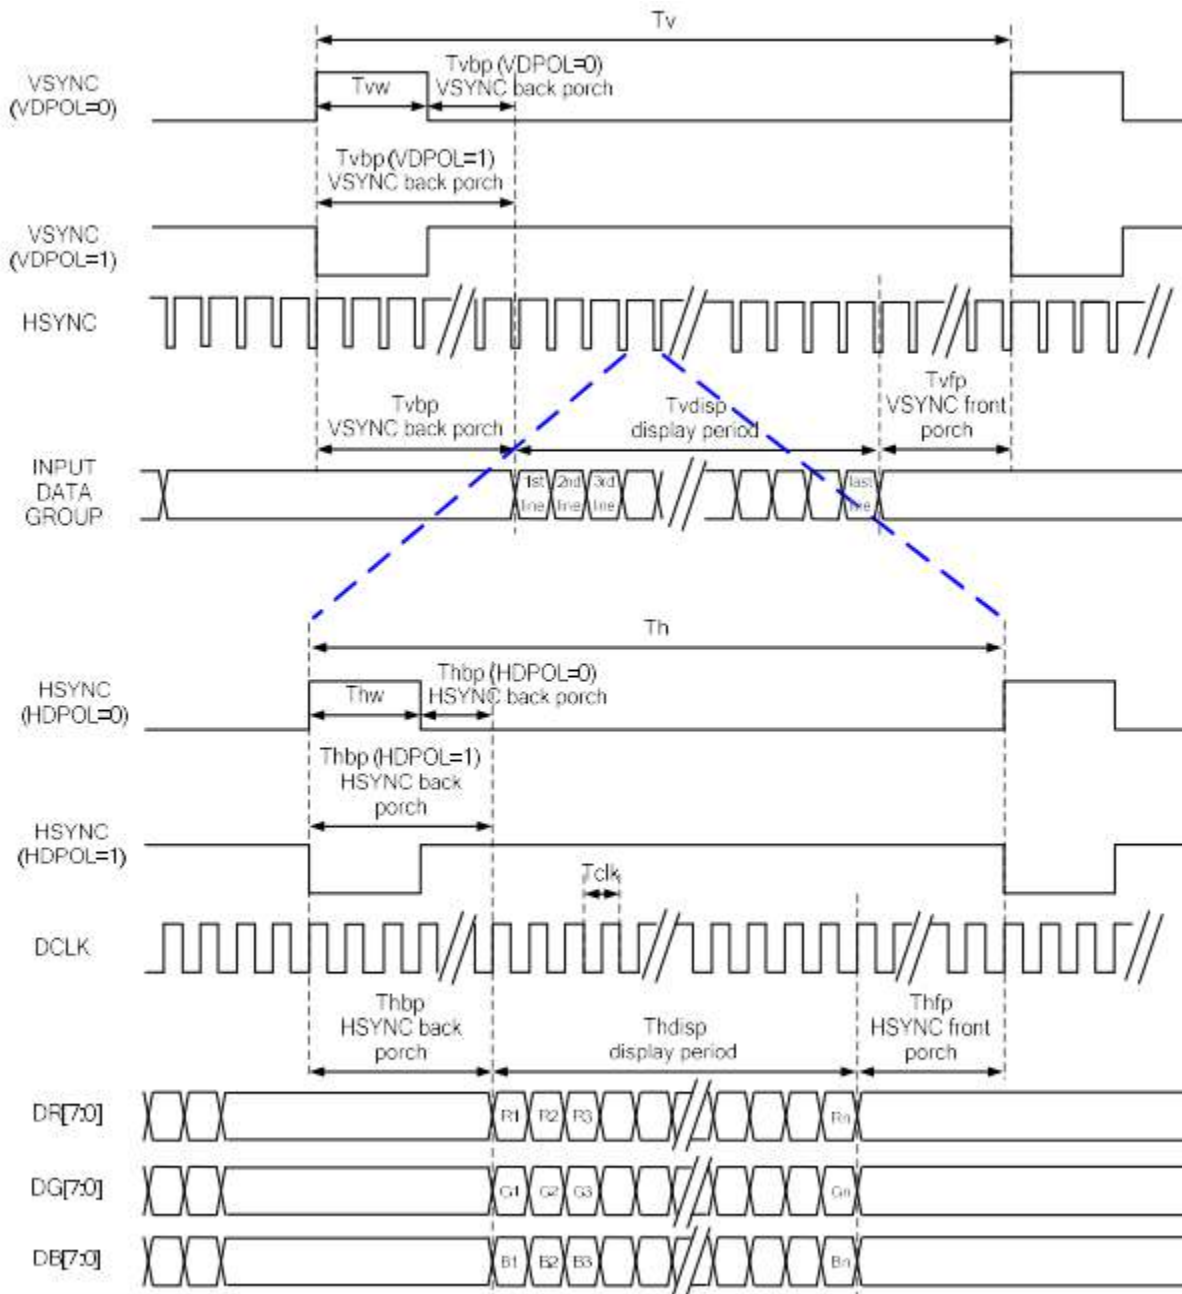 Tv
VSYNC
(VDPOL=0)
Tvw
Tvbp (VDPOL=0)
VSYNC back porch
Tvbp (VDPOL=1)
VSYNC back porch
VSYNC
(VDPOL=1)
HSYNC
Tvbp
VSYNC back porch
Tvdisp
display period
Tvfp
VSYNC front
porch
INPUT
DATA
GROUP
1st
line
2nd
line
3rd
line
last
line
Th
HSYNC
(HDPOL=0)
Thw
Thbp (HDPOL=0)
HSYNC back porch
Thbp (HDPOL=1)
HSYNC back
porch
HSYNC
(HDPOL=1)
Tclk
DCLK
Thbp
HSYNC back
porch
Thdisp
display period
Thfp
HSYNC front
porch
DR[7:0]
R1 R2 R3 Rn
DG[7:0]
G1 G2 G3 Gn
DB[7:0]
B1 B2 B3 Bn